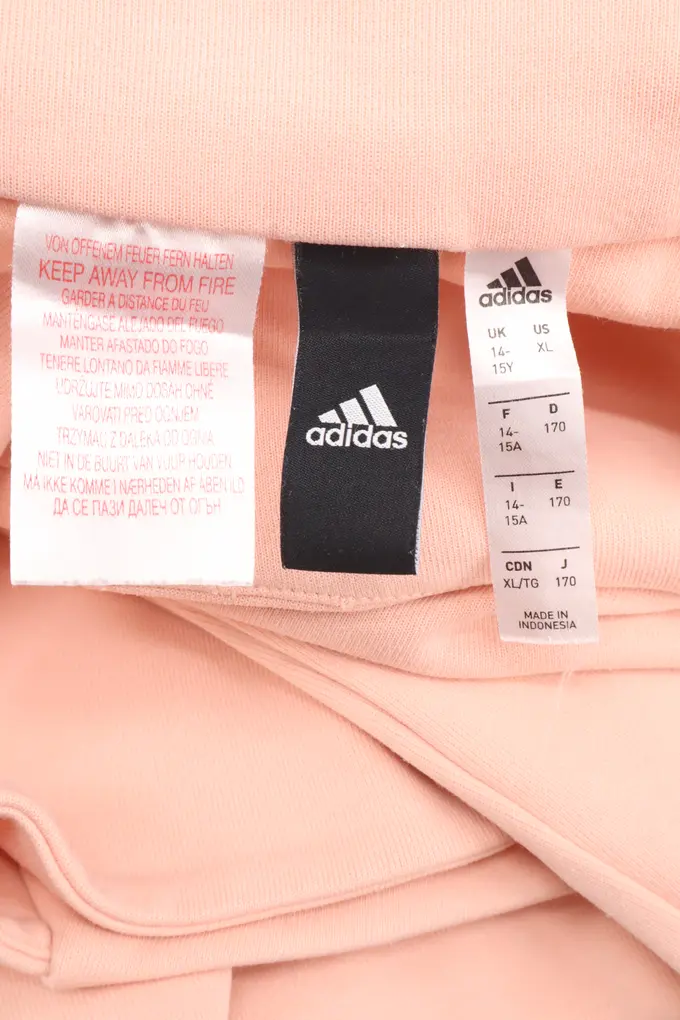 VON OFFENEM FEUER FERN HALTEN
KEEP AWAY FROM FIRE
GARDER A DISTANCE DU FEU
MANTÉNGASE ALEJADO DEL FUEGO
MANTER AFASTADO DO FOGO
TENERE LONTANO DA FIAMME LIBERE
UDRŽUJTE MIMO DOSAH OHNĚ
VAROVATI PRED OGNJEM
TRZYMAĆ Z DALEKA OD OGNIA
NIET IN DE BUURT VAN VUUR HOUDEN
MA IKKE KOMME I NÆRHEDEN AF ABEN ILD
ДА СЕ ПАЗИ ДАЛЕЧ ОТ ОГЪН
adidas
adidas
UK US
14- XL
15Y
F D
14- 170
15A
I E
14- 170
15A
CDN J
XL/TG 170
MADE IN
INDONESIA